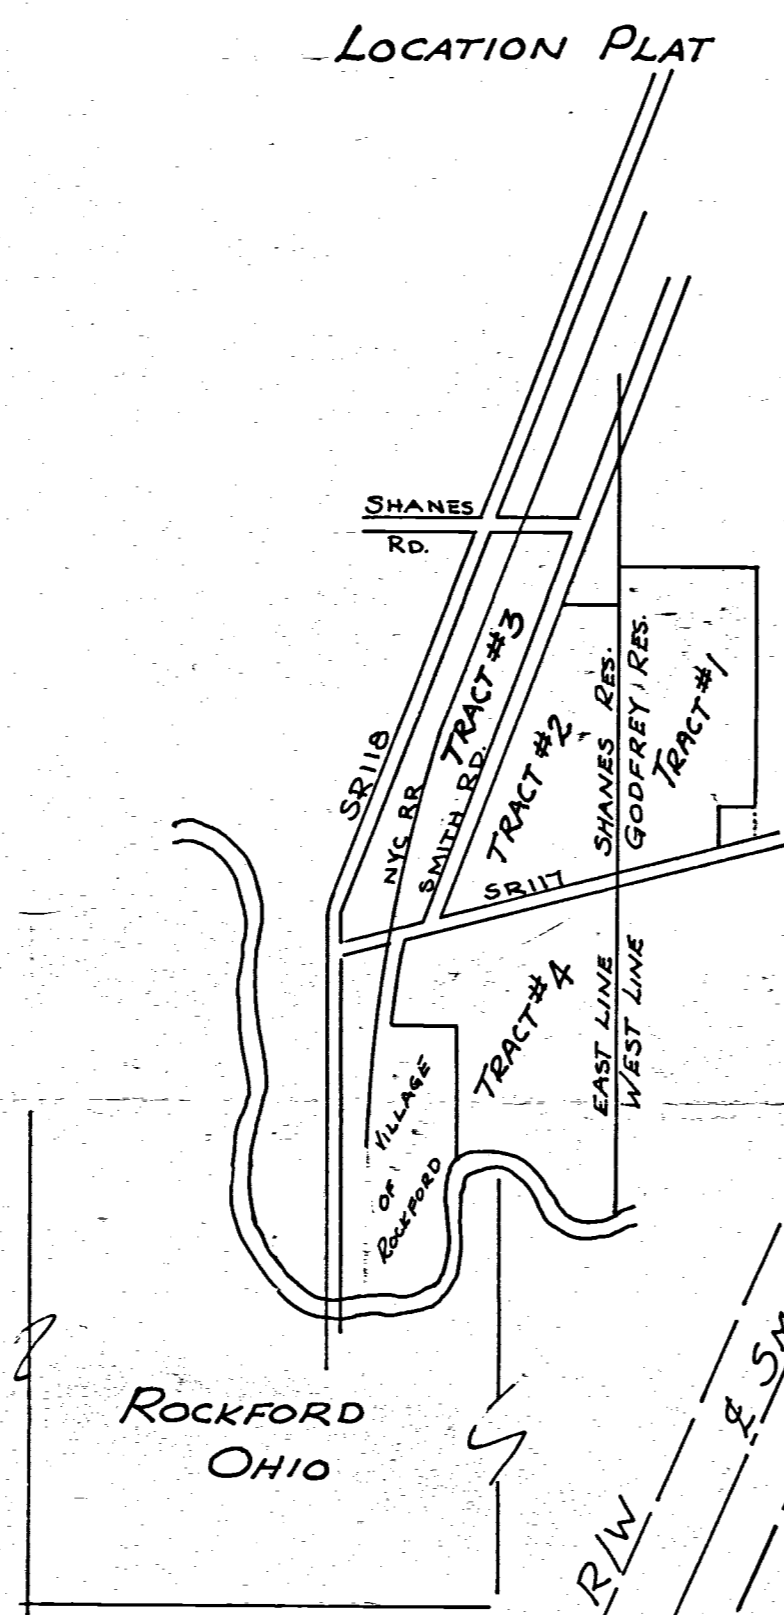 LOCATION PLAT
SHANES
RD.
TRACT #3
SR118
NYC RR
SMITH RD.
TRACT #2
SHANES RES.
GODFREY RES.
TRACT #1
SR117
TRACT #4
EAST LINE
WEST LINE
VILLAGE
OF
ROCKFORD
ROCKFORD
OHIO
R/W